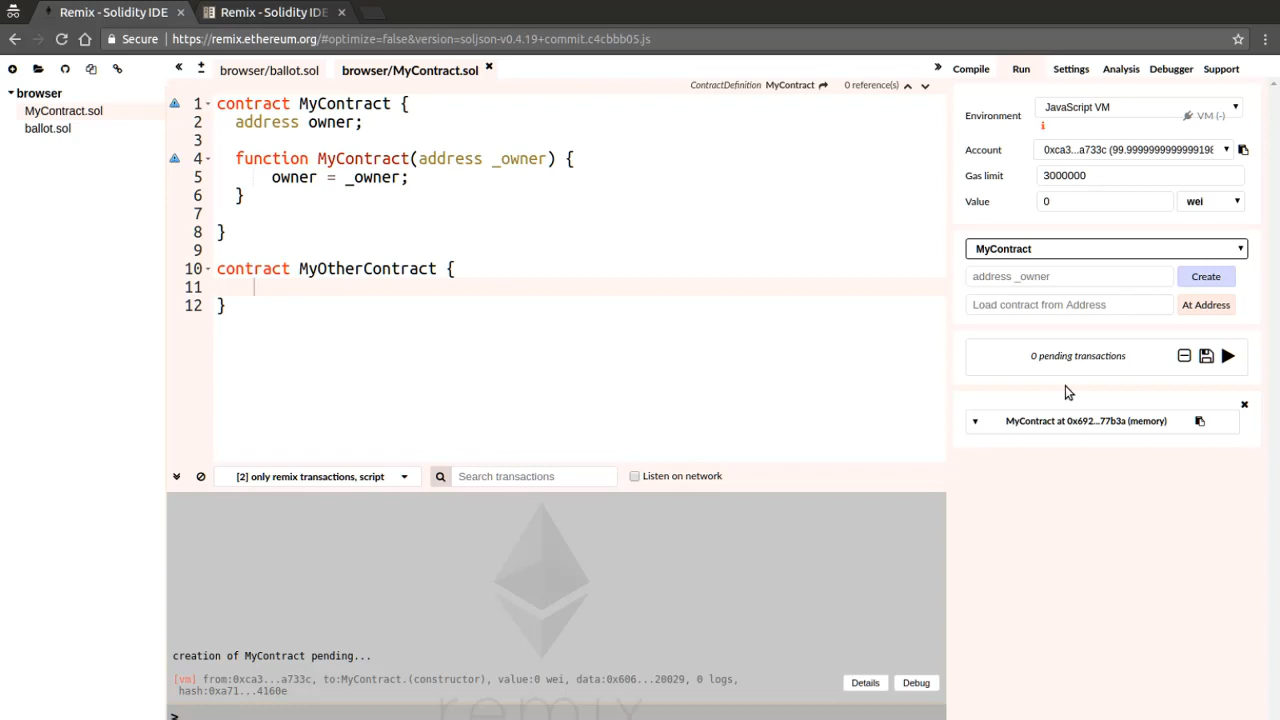 Remix - Solidity IDE
Remix - Solidity IDE
Secure
https://remix.ethereum.org/#optimize=false&version=soljson-v0.4.19+commit.c4cbbb05.js
browser
MyContract.sol
ballot.sol
browser/ballot.sol
browser/MyContract.sol
ContractDefinition MyContract
0 reference(s)
1 contract MyContract {
2 address owner;
3
4 function MyContract(address _owner) {
5 owner = _owner;
6 }
7
8 }
9
10 contract MyOtherContract {
11
12 }
[2] only remix transactions, script
Search transactions
Listen on network
creation of MyContract pending...
[vm] from:0xca3...a733c, to:MyContract.(constructor), value:0 wei, data:0x606...20029, 0 logs,
hash:0xa71...4160e
Details
Debug
remix
>
Compile
Run
Settings
Analysis
Debugger
Support
Environment
JavaScript VM
VM (-)
Account
0xca3...a733c (99.999999999999198
Gas limit
3000000
Value
0
wei
MyContract
address _owner
Create
Load contract from Address
At Address
0 pending transactions
MyContract at 0x692...77b3a (memory)